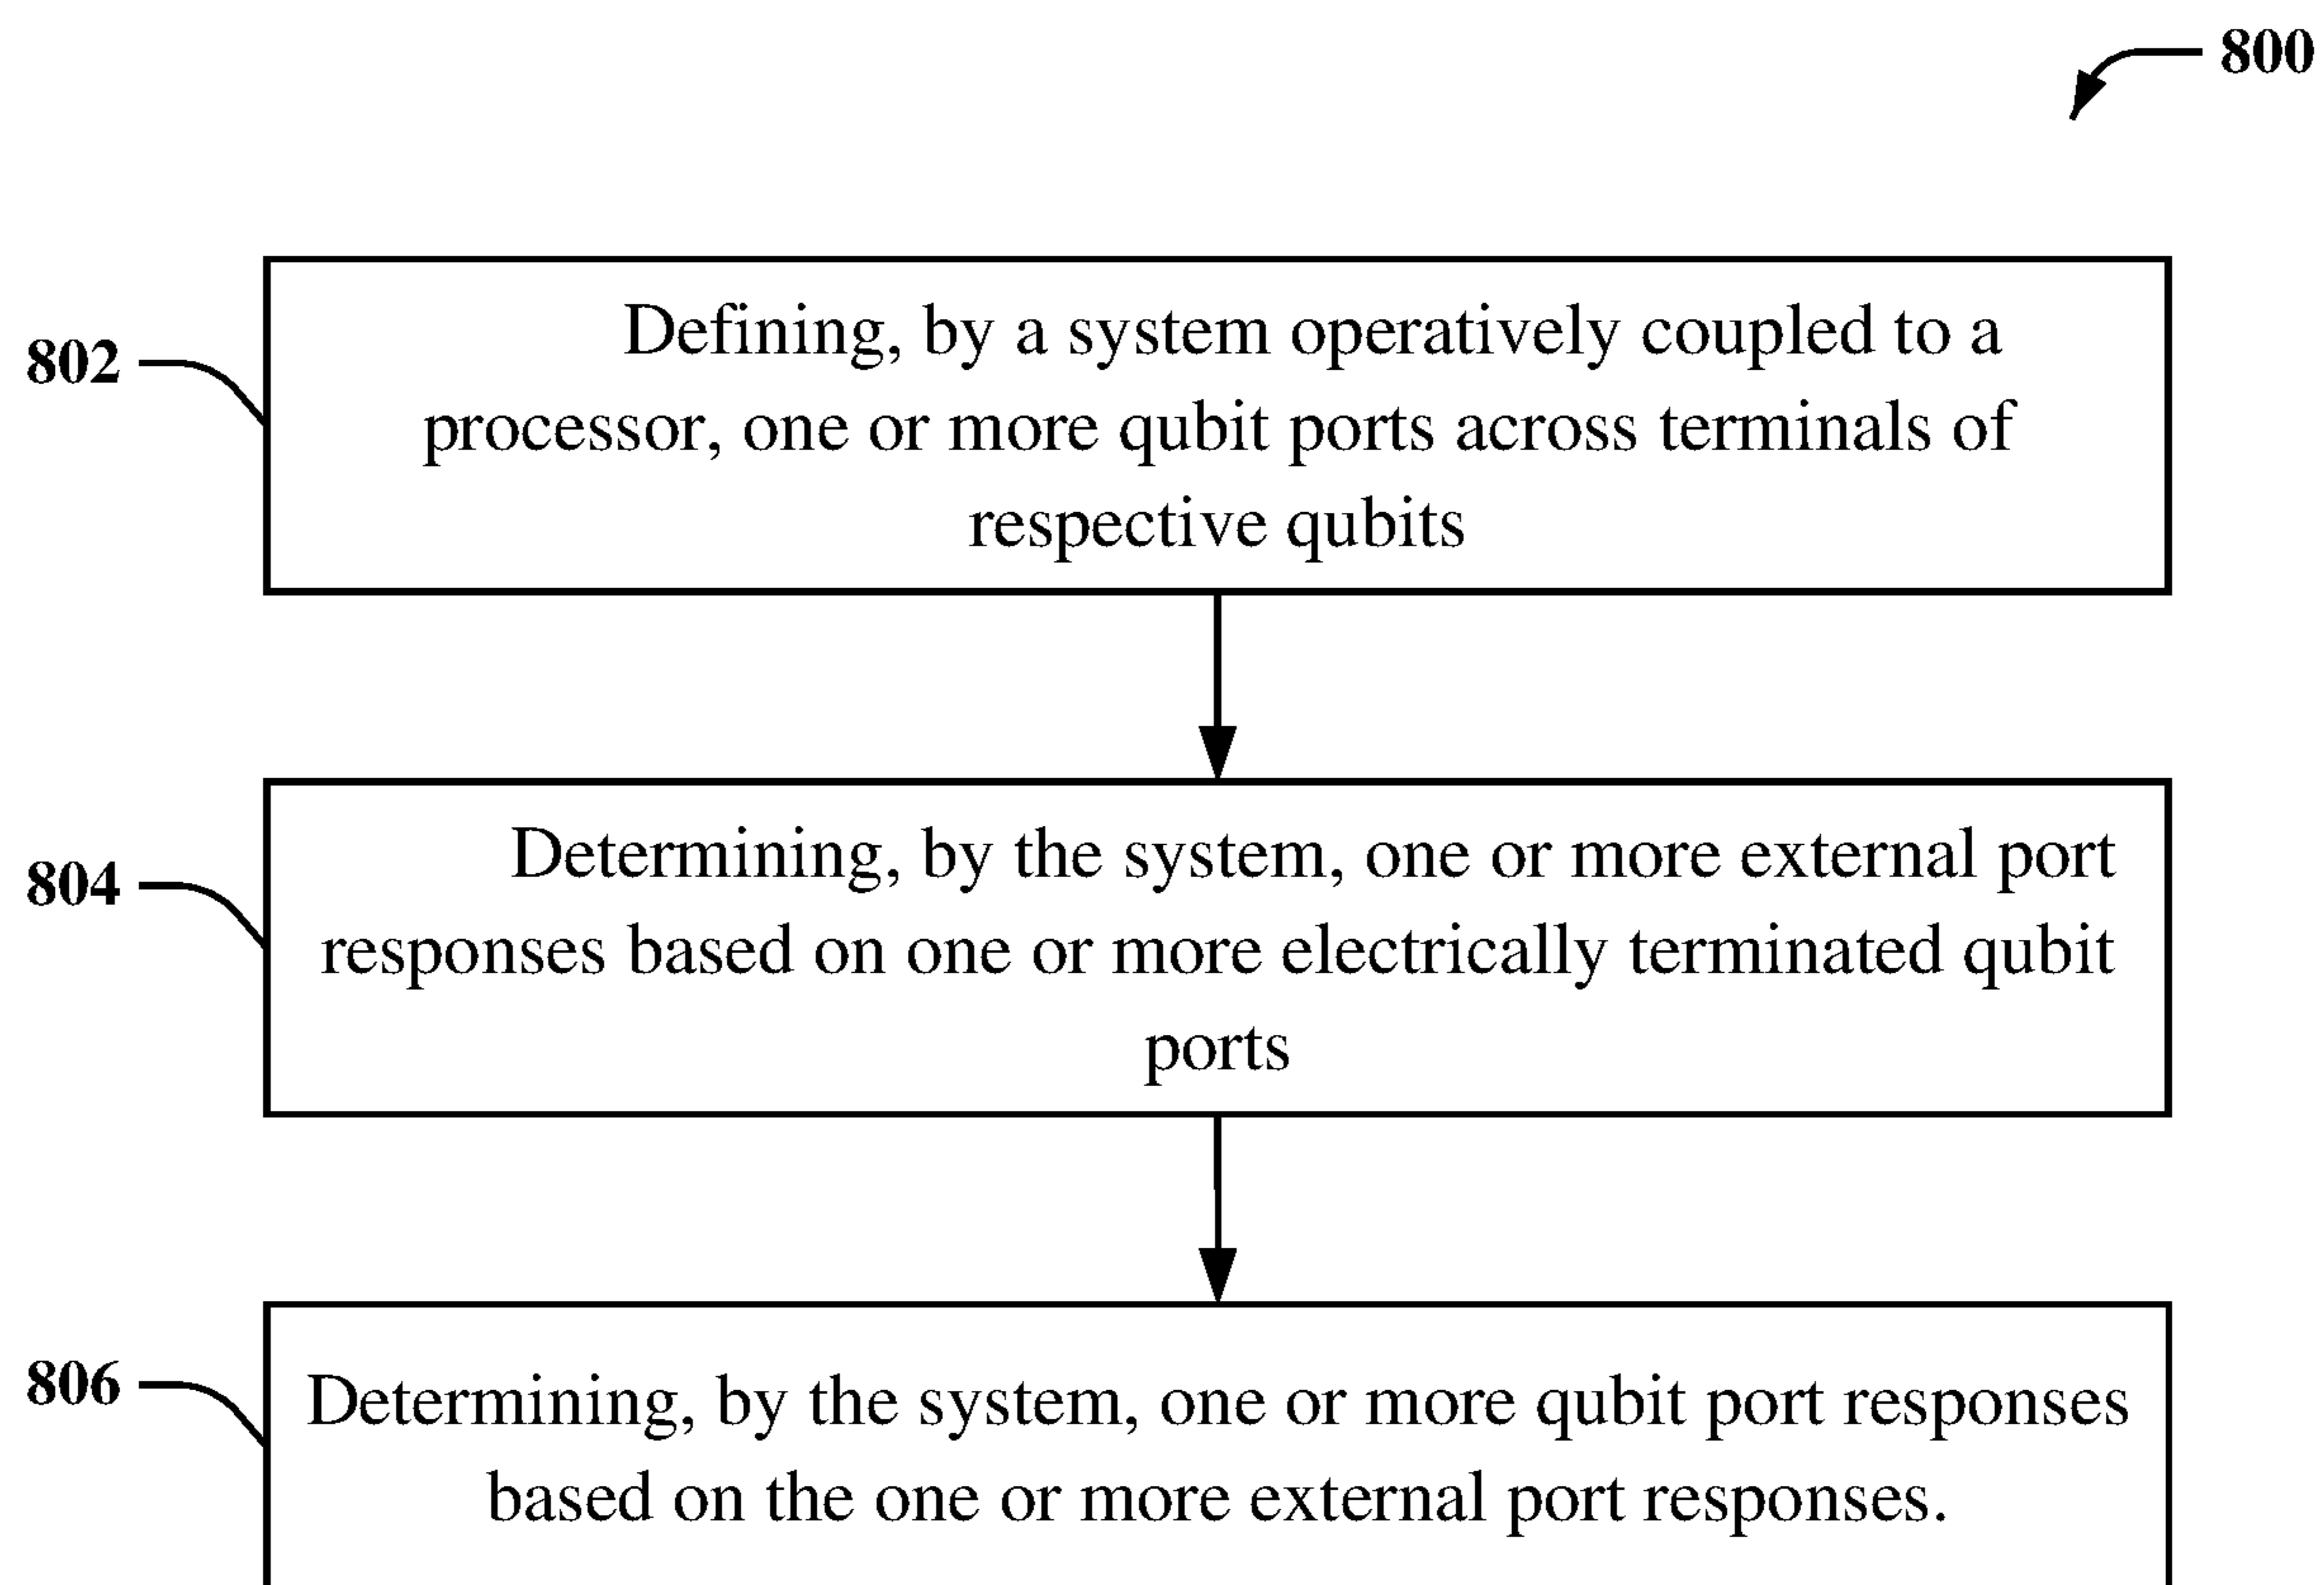 800
802
Defining, by a system operatively coupled to a
processor, one or more qubit ports across terminals of
respective qubits
804
Determining, by the system, one or more external port
responses based on one or more electrically terminated qubit
ports
806
Determining, by the system, one or more qubit port responses
based on the one or more external port responses.